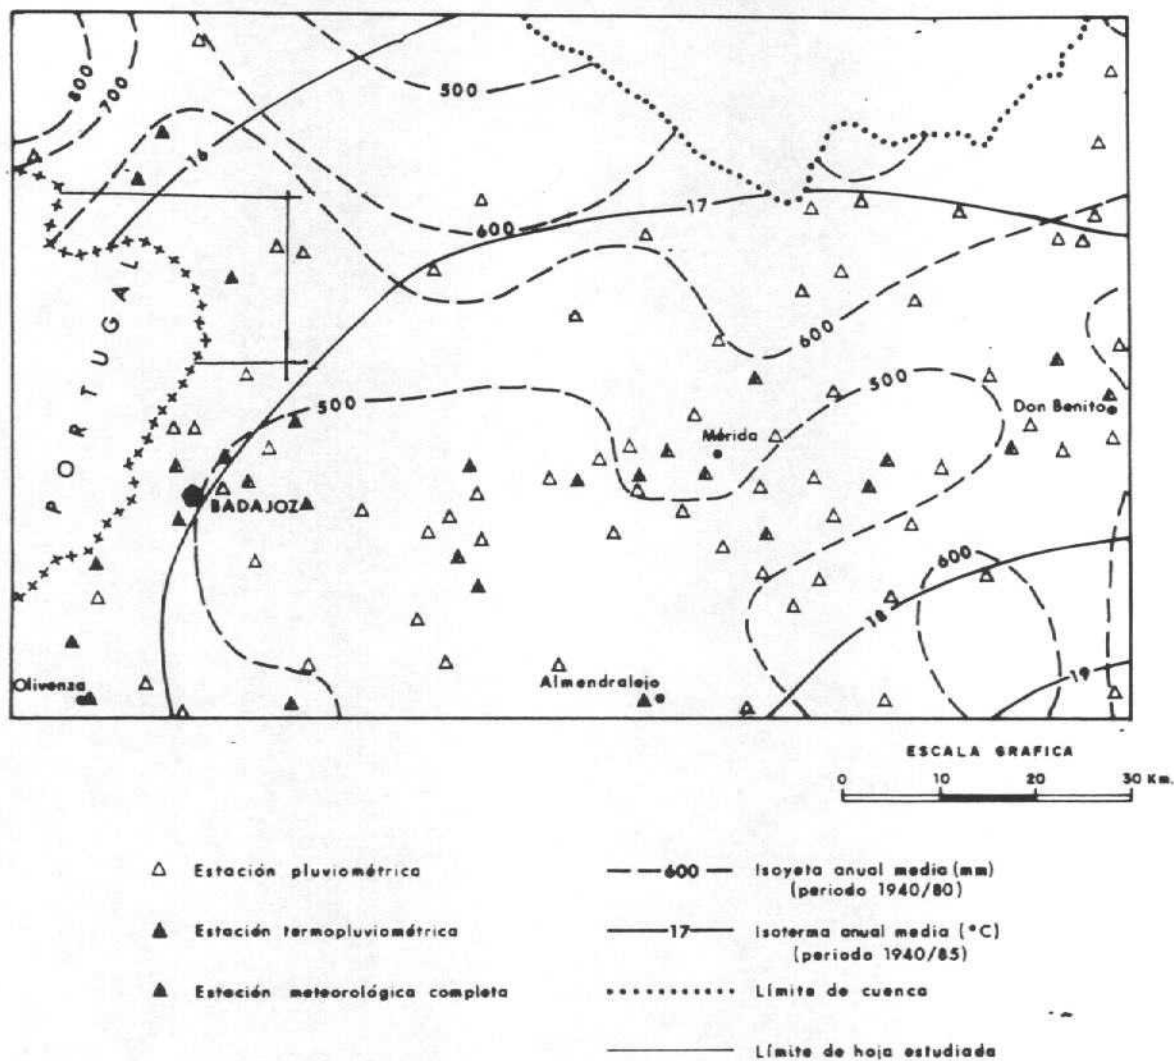 800
700
500
16
17
600
PORTUGAL
600
500
500
Don Benito
Mérida
BADAJOZ
600
18
19
Olivenza
Almendralejo
ESCALA GRAFICA
0 10 20 30 Km.
Estación pluviométrica
Estación termopluviométrica
Estación meteorológica completa
600 Isoyeta anual media (mm)
(periodo 1940/80)
17 Isoterma anual media (°C)
(periodo 1940/85)
Límite de cuenca
Límite de hoja estudiada